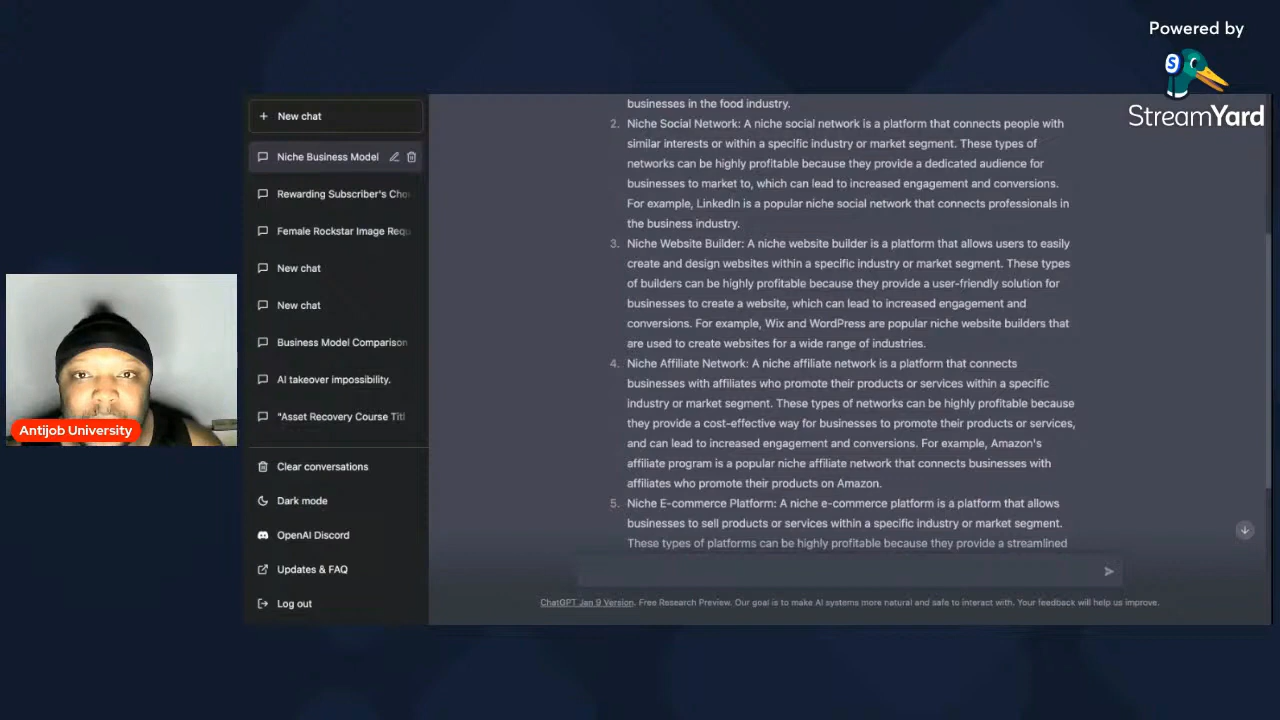 Powered by
S
StreamYard
New chat
Niche Business Model
Rewarding Subscriber's Cho
Female Rockstar Image Requ
New chat
New chat
Business Model Comparison
AI takeover impossibility.
"Asset Recovery Course Titl
Clear conversations
Dark mode
OpenAI Discord
Updates & FAQ
Log out
businesses in the food industry.
2. Niche Social Network: A niche social network is a platform that connects people with
similar interests or within a specific industry or market segment. These types of
networks can be highly profitable because they provide a dedicated audience for
businesses to market to, which can lead to increased engagement and conversions.
For example, LinkedIn is a popular niche social network that connects professionals in
the business industry.
3. Niche Website Builder: A niche website builder is a platform that allows users to easily
create and design websites within a specific industry or market segment. These types
of builders can be highly profitable because they provide a user-friendly solution for
businesses to create a website, which can lead to increased engagement and
conversions. For example, Wix and WordPress are popular niche website builders that
are used to create websites for a wide range of industries.
4. Niche Affiliate Network: A niche affiliate network is a platform that connects
businesses with affiliates who promote their products or services within a specific
industry or market segment. These types of networks can be highly profitable because
they provide a cost-effective way for businesses to promote their products or services,
and can lead to increased engagement and conversions. For example, Amazon's
affiliate program is a popular niche affiliate network that connects businesses with
affiliates who promote their products on Amazon.
5. Niche E-commerce Platform: A niche e-commerce platform is a platform that allows
businesses to sell products or services within a specific industry or market segment.
These types of platforms can be highly profitable because they provide a streamlined
ChatGPT Jan 9 Version. Free Research Preview. Our goal is to make AI systems more natural and safe to interact with. Your feedback will help us improve.
Antijob University